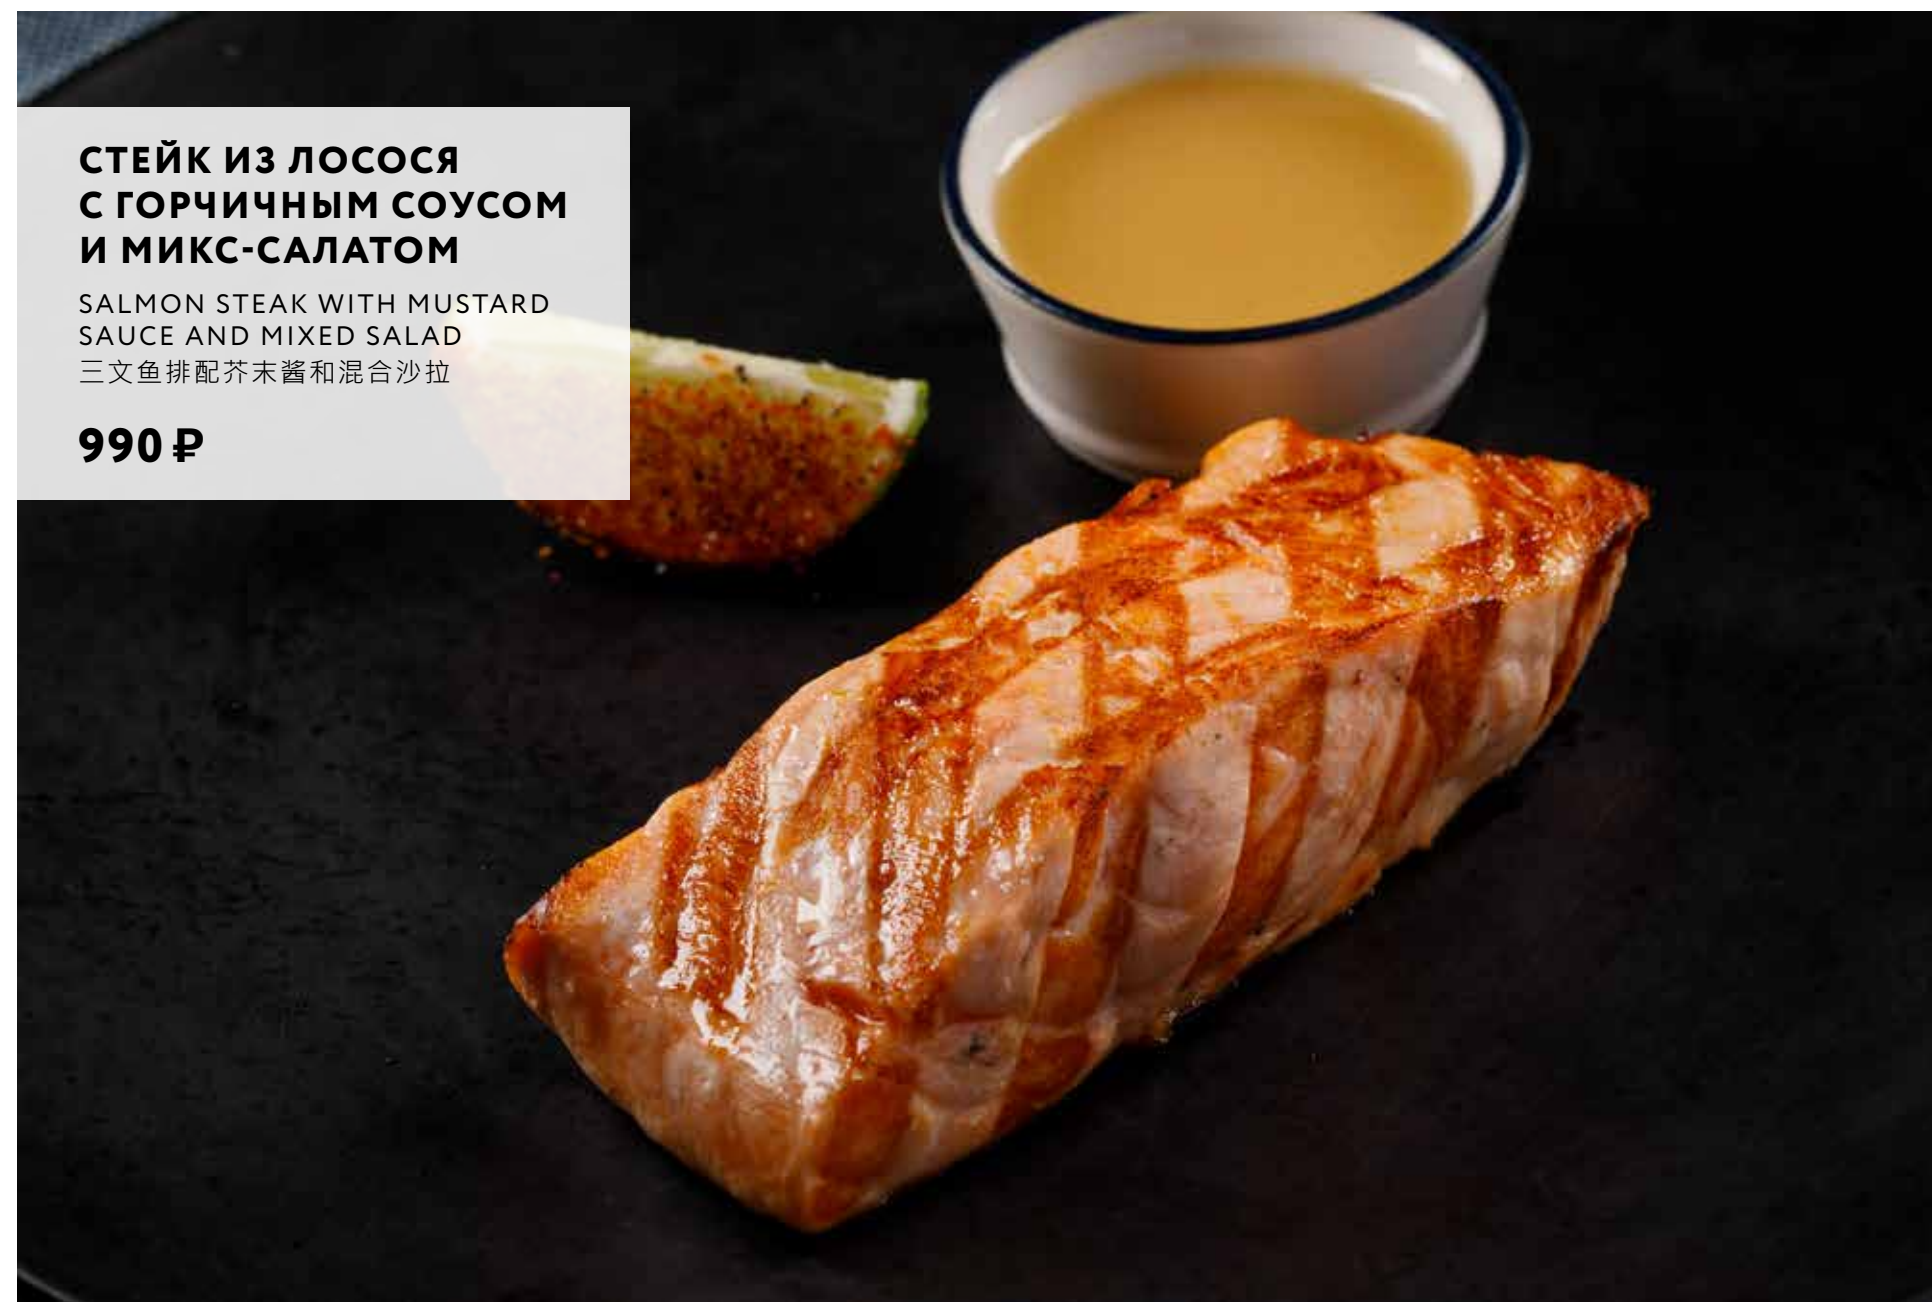 СТЕЙК ИЗ ЛОСОСЯ
С ГОРЧИЧНЫМ СОУСОМ
И МИКС-САЛАТОМ
SALMON STEAK WITH MUSTARD
SAUCE AND MIXED SALAD
三文鱼排配芥末酱和混合沙拉
990 ₽